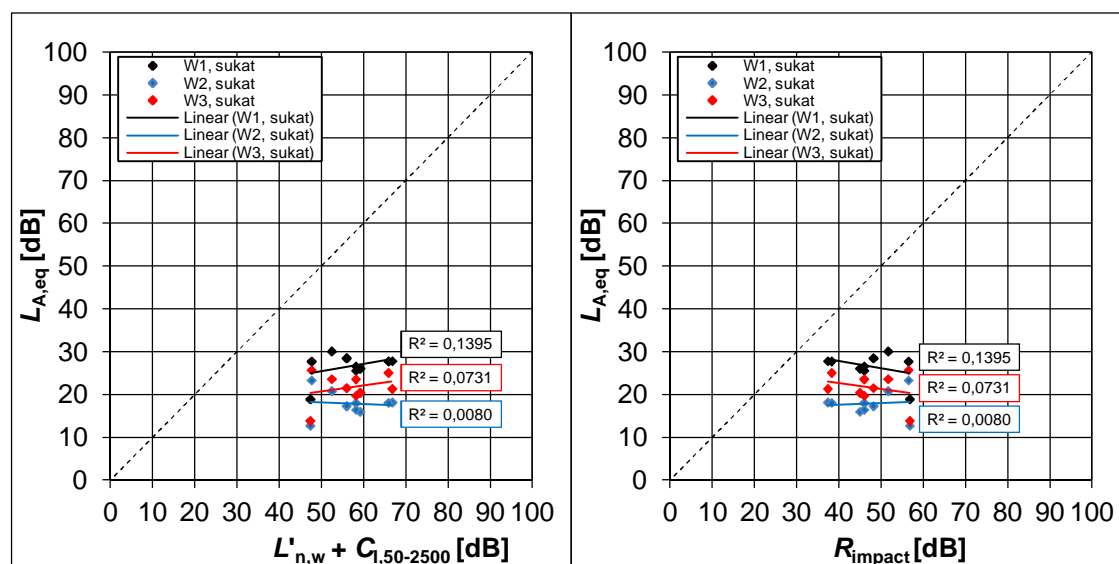 100
90
80
70
60
50
40
30
20
10
0
L_A,eq [dB]
W1, sukat
W2, sukat
W3, sukat
Linear (W1, sukat)
Linear (W2, sukat)
Linear (W3, sukat)
R² = 0,1395
R² = 0,0731
R² = 0,0080
0 10 20 30 40 50 60 70 80 90 100
L'n,w + CI,50-2500 [dB]
100
90
80
70
60
50
40
30
20
10
0
L_A,eq [dB]
W1, sukat
W2, sukat
W3, sukat
Linear (W1, sukat)
Linear (W2, sukat)
Linear (W3, sukat)
R² = 0,1395
R² = 0,0731
R² = 0,0080
0 10 20 30 40 50 60 70 80 90 100
Rimpact [dB]